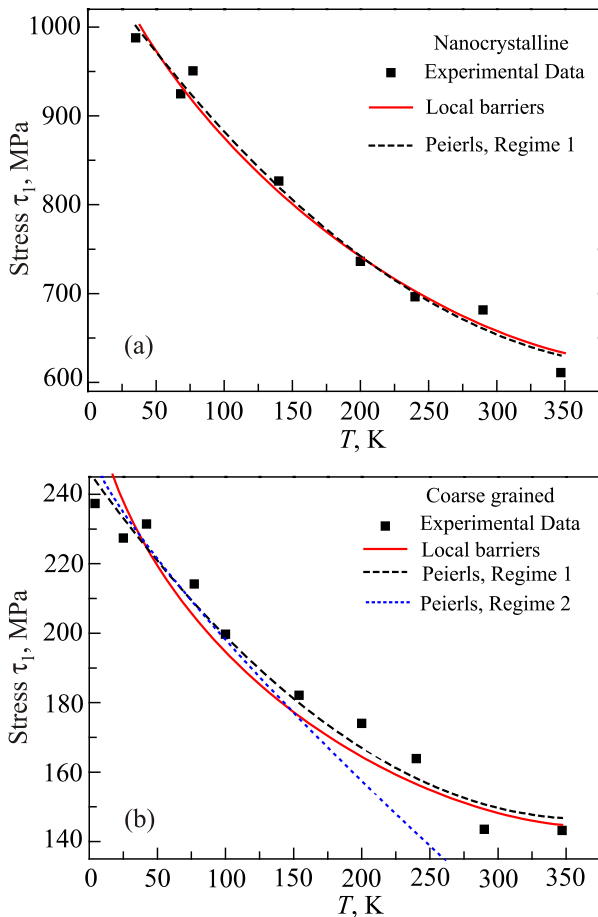 1000
900
800
700
600
Stress τ1, MPa
Nanocrystalline
Experimental Data
Local barriers
Peierls, Regime 1
(a)
0 50 100 150 200 250 300 350
T, K
240
220
200
180
160
140
Stress τ1, MPa
Coarse grained
Experimental Data
Local barriers
Peierls, Regime 1
Peierls, Regime 2
(b)
0 50 100 150 200 250 300 350
T, K